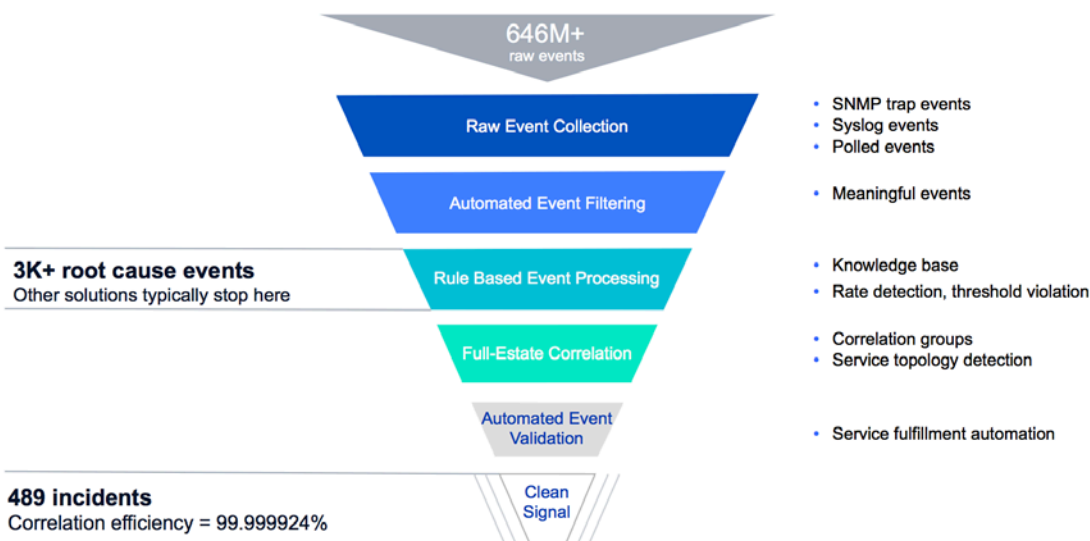 646M+
raw events
Raw Event Collection
• SNMP trap events
• Syslog events
• Polled events
Automated Event Filtering
• Meaningful events
3K+ root cause events
Other solutions typically stop here
Rule Based Event Processing
• Knowledge base
• Rate detection, threshold violation
Full-Estate Correlation
• Correlation groups
• Service topology detection
Automated Event
Validation
• Service fulfillment automation
489 incidents
Correlation efficiency = 99.999924%
Clean
Signal